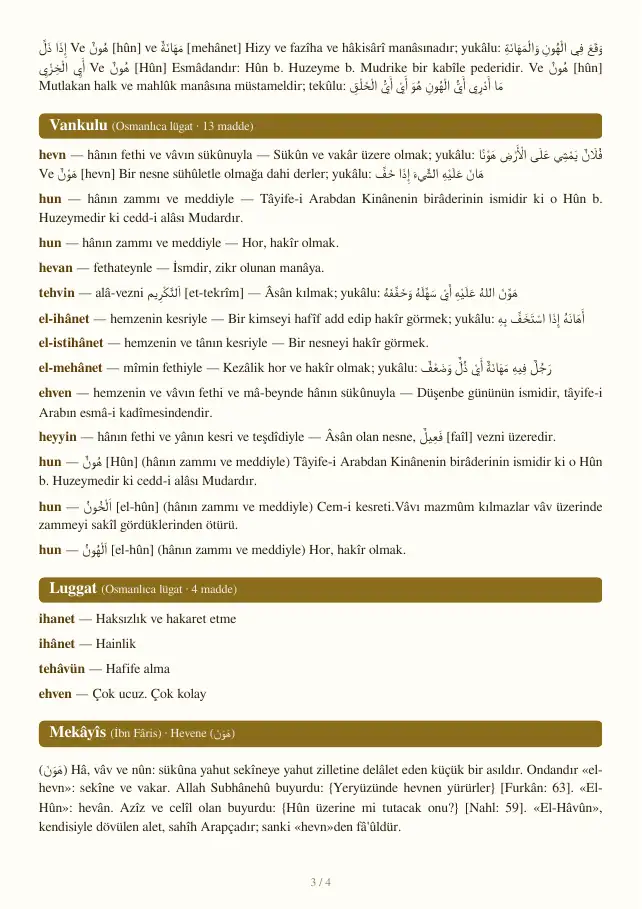 إِذَا ذَلَّ Ve هُونٌ [hûn] ve مَهَانَةٌ [mehânet] Hizy ve fazîha ve hâkisârî manâsınadır; yukâlu: وَقَعَ فِي الْهُونِ وَالْمَهَانَةِ
أَيِ الْخِزْيِ Ve هُونٌ [Hûn] Esmâdandır: Hûn b. Huzeyme b. Mudrike bir kabîle pederidir. Ve هُونٌ [hûn]
Mutlakan halk ve mahlûk manâsına müstameldir; tekûlu: مَا أَدْرِي أَيُّ الْهُونِ هُوَ أَيْ أَيُّ الْخَلْقِ
Vankulu (Osmanlıca lügat · 13 madde)
hevn — hânın fethi ve vâvın sükûnuyla — Sükûn ve vakâr üzere olmak; yukâlu: فُلَانٌ يَمْشِي عَلَى الْأَرْضِ هَوْنًا
Ve هَوْنٌ [hevn] Bir nesne sühûletle olmağa dahi derler; yukâlu: هَانَ عَلَيْهِ الشَّيءُ إِذَا خَفَّ
hun — hânın zammı ve meddiyle — Tâyife-i Arabdan Kinânenin birâderinin ismidir ki o Hûn b.
Huzeymedir ki cedd-i alâsı Mudardır.
hun — hânın zammı ve meddiyle — Hor, hakîr olmak.
hevan — fethateynle — İsmdir, zikr olunan manâya.
tehvin — alâ-vezni اَلتَّكْرِيم [et-tekrîm] — Âsân kılmak; yukâlu: هَوَّنَ اللهُ عَلَيْهِ أَيْ سَهَّلَهُ وَخَفَّفَهُ
el-ihânet — hemzenin kesriyle — Bir kimseyi hafîf add edip hakîr görmek; yukâlu: أَهَانَهُ إِذَا اسْتَخَفَّ بِهِ
el-istihânet — hemzenin ve tânın kesriyle — Bir nesneyi hakîr görmek.
el-mehânet — mîmin fethiyle — Kezâlik hor ve hakîr olmak; yukâlu: رَجُلٌ فِيهِ مَهَانَةٌ أَيْ ذُلٌّ وَضَعْفٌ
ehven — hemzenin ve vâvın fethi ve mâ-beynde hânın sükûnuyla — Düşenbe gününün ismidir, tâyife-i
Arabın esmâ-i kadîmesindendir.
heyyin — hânın fethi ve yânın kesri ve teşdîdiyle — Âsân olan nesne, فَعِيلٌ [faîl] vezni üzeredir.
hun — هُونٌ [Hûn] (hânın zammı ve meddiyle) Tâyife-i Arabdan Kinânenin birâderinin ismidir ki o Hûn
b. Huzeymedir ki cedd-i alâsı Mudardır.
hun — اَلْخُونُ [el-hûn] (hânın zammı ve meddiyle) Cem-i kesreti.Vâvı mazmûm kılmazlar vâv üzerinde
zammeyi sakîl gördüklerinden ötürü.
hun — اَلْهُونُ [el-hûn] (hânın zammı ve meddiyle) Hor, hakîr olmak.
Luggat (Osmanlıca lügat · 4 madde)
ihanet — Haksızlık ve hakaret etme
ihânet — Hainlik
tehâvün — Hafife alma
ehven — Çok ucuz. Çok kolay
Mekâyîs (İbn Fâris) · Hevene (هَوَنَ)
(هَوَنَ) Hâ, vâv ve nûn: sükûna yahut sekîneye yahut zilletine delâlet eden küçük bir asıldır. Ondandır «el-
hevn»: sekîne ve vakar. Allah Subhânehû buyurdu: {Yeryüzünde hevnen yürürler} [Furkân: 63]. «El-
Hûn»: hevân. Azîz ve celîl olan buyurdu: {Hûn üzerine mi tutacak onu?} [Nahl: 59]. «El-Hâvûn»,
kendisiyle dövülen alet, sahîh Arapçadır; sanki «hevn»den fâ'ûldür.
3 / 4